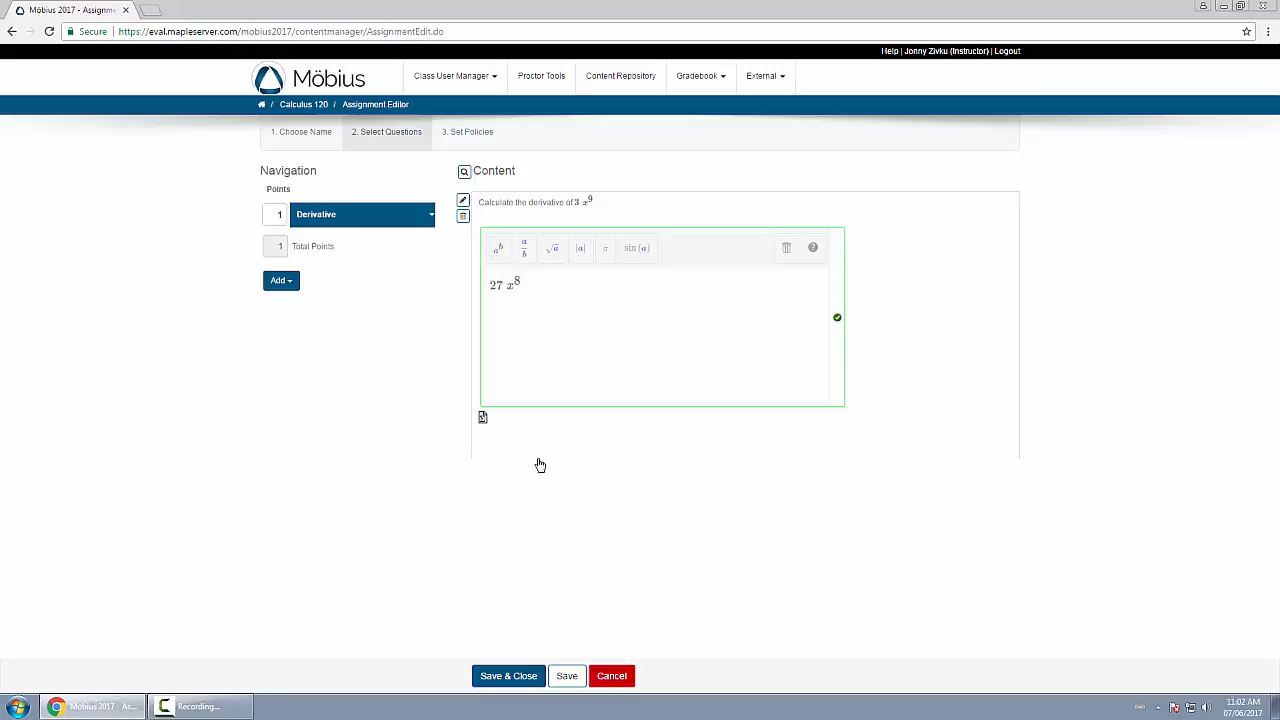 Möbius 2017 - Assignme
Secure
https://eval.mapleserver.com/mobius2017/contentmanager/AssignmentEdit.do
Help | Jonny Zivku (Instructor) | Logout
Möbius
Class User Manager
Proctor Tools
Content Repository
Gradebook
External
/ Calculus 120 / Assignment Editor
1. Choose Name
2. Select Questions
3. Set Policies
Navigation
Content
Points
1 Derivative
1 Total Points
Add
Calculate the derivative of 3 x^9
a^b
a/b
√a
|a|
π
sin (a)
27 x^8
Save & Close
Save
Cancel
Möbius 2017 - As...
Recording...
11:02 AM
07/06/2017